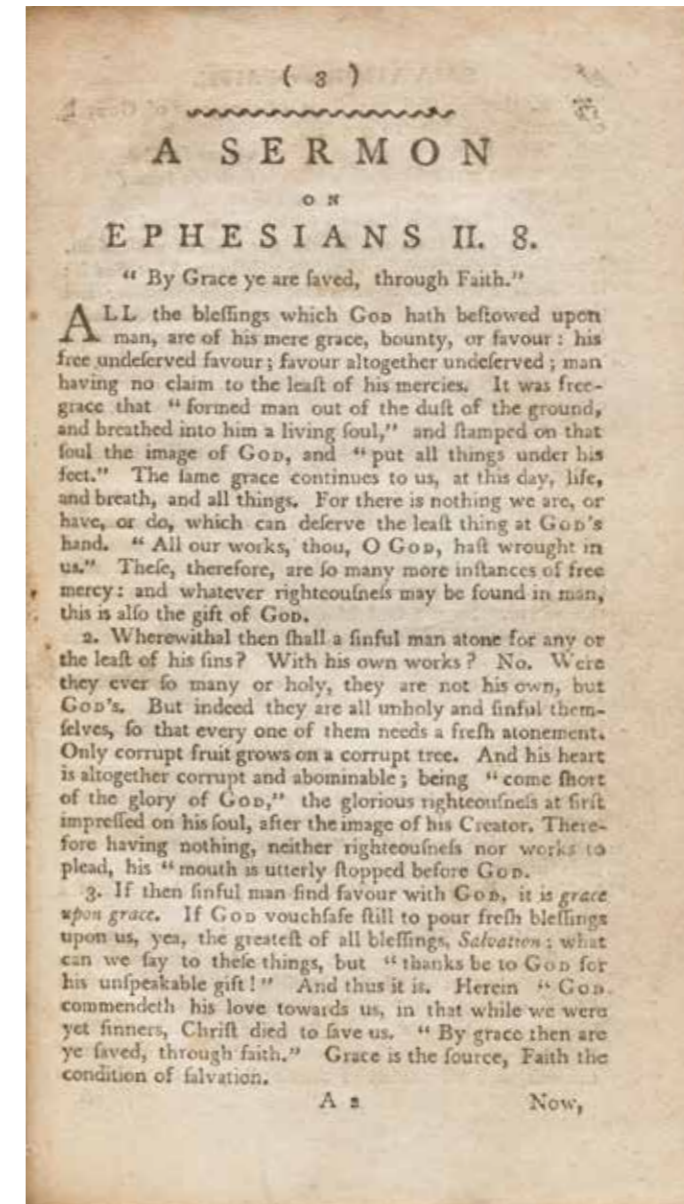 ( 3 )
A SERMON
ON
EPHESIANS II. 8.
“ By Grace ye are ſaved, through Faith.”
ALL the bleſſings which GOD hath beſtowed upon
man, are of his mere grace, bounty, or favour : his
free undeſerved favour ; favour altogether undeſerved ; man
having no claim to the leaſt of his mercies. It was free-
grace that “ formed man out of the duſt of the ground,
and breathed into him a living ſoul,” and ſtamped on that
ſoul the image of GOD, and “ put all things under his
feet.” The ſame grace continues to us, at this day, life,
and breath, and all things. For there is nothing we are, or
have, or do, which can deſerve the leaſt thing at GOD's
hand. “ All our works, thou, O GOD, haſt wrought in
us.” Theſe, therefore, are ſo many more inſtances of free
mercy : and whatever righteouſneſs may be found in man,
this is alſo the gift of GOD.
2. Wherewithal then ſhall a ſinful man atone for any or
the leaſt of his ſins ? With his own works ? No. Were
they ever ſo many or holy, they are not his own, but
GOD's. But indeed they are all unholy and ſinful them-
ſelves, ſo that every one of them needs a freſh atonement.
Only corrupt fruit grows on a corrupt tree. And his heart
is altogether corrupt and abominable ; being “ come ſhort
of the glory of GOD,” the glorious righteouſneſs at firſt
impreſſed on his ſoul, after the image of his Creator. There-
fore having nothing, neither righteouſneſs nor works to
plead, his “ mouth is utterly ſtopped before GOD.
3. If then ſinful man find favour with GOD, it is grace
upon grace. If GOD vouchſafe ſtill to pour freſh bleſſings
upon us, yea, the greateſt of all bleſſings, Salvation ; what
can we ſay to theſe things, but “ thanks be to GOD for
his unſpeakable gift ! ” And thus it is. Herein “ GOD
commendeth his love towards us, in that while we were
yet ſinners, Chriſt died to ſave us. “ By grace then are
ye ſaved, through faith.” Grace is the ſource, Faith the
condition of ſalvation.
A 2 Now,